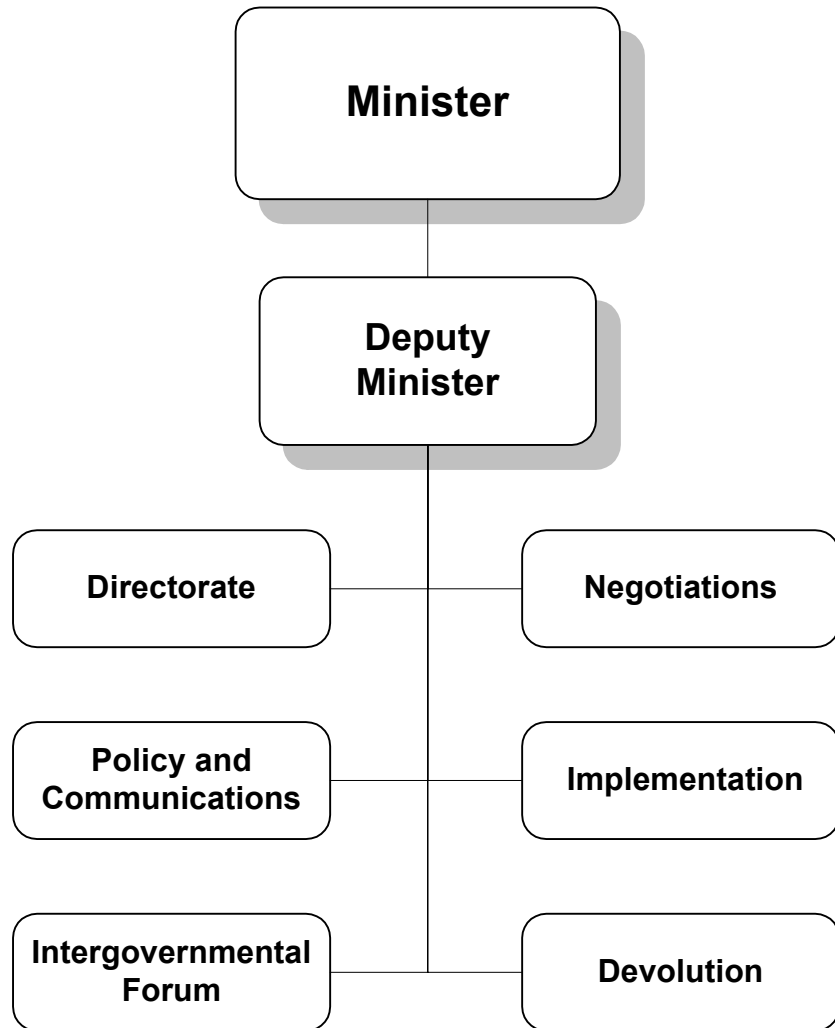 Minister
Deputy
Minister
Directorate
Negotiations
Policy and
Communications
Implementation
Intergovernmental
Forum
Devolution